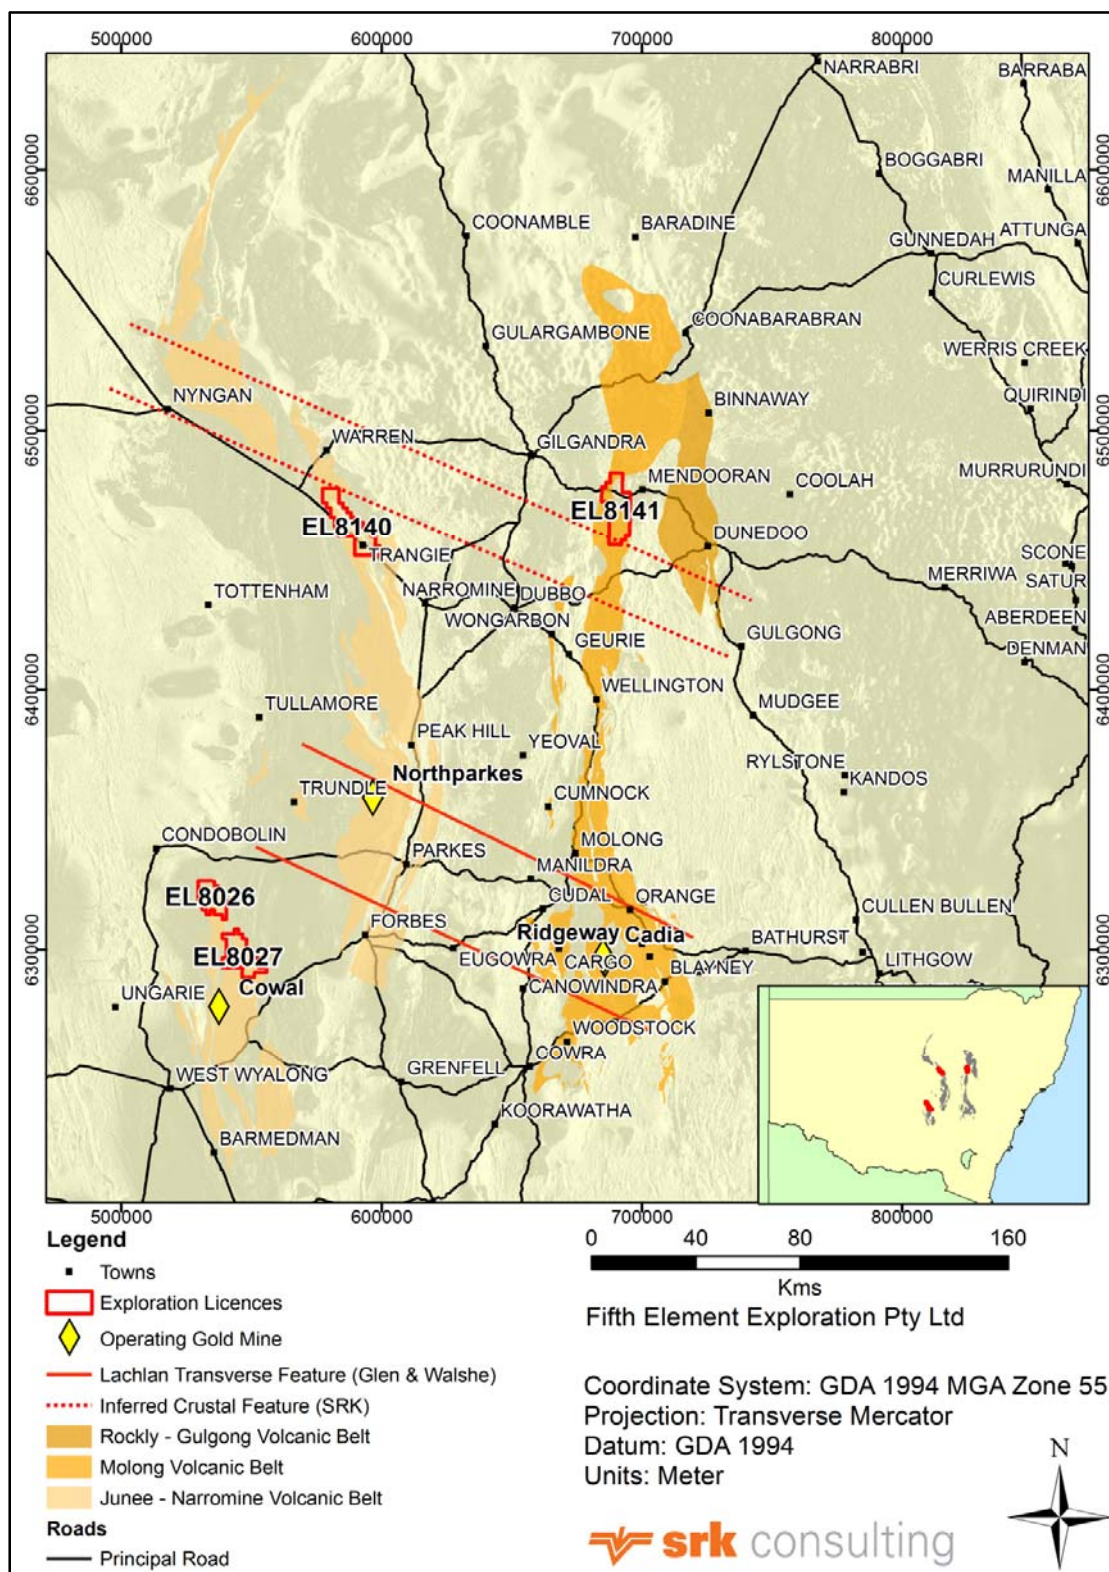 500000 600000 700000 800000
NARRABRI
BARRABA
6600000 6600000
BOGGABRI
MANILLA
COONAMBLE
BARADINE
ATTUNGA
GUNNEDAH
CURLEWIS
GULARGAMBONE
COONABARABRAN
WERRIS CREEK
NYNGAN
BINNAWAY
QUIRINDI
6500000 6500000
WARREN
GILGANDRA
MENDOORAN
COOLAH
MURRURUNDI
EL8140
EL8141
TRANGIE
DUNEDOO
SCONE
MERRIWA
SATUR
TOTTENHAM
NARROMINE
DUBBO
ABERDEEN
WONGARBON
GEURIE
GULGONG
DENMAN
6400000 6400000
WELLINGTON
TULLAMORE
MUDGEE
PEAK HILL
YEOVAL
RYLSTONE
Northparkes
KANDOS
TRUNDLE
CUMNOCK
CONDOBOLIN
MOLONG
PARKES
MANILDRA
EL8026
CUDAL
ORANGE
CULLEN BULLEN
FORBES
Ridgeway
Cadia
BATHURST
6300000 6300000
EL8027
EUGOWRA
CARGO
BLAYNEY
LITHGOW
Cowal
CANOWINDRA
UNGARIE
WOODSTOCK
COWRA
WEST WYALONG
GRENFELL
KOORAWATHA
BARMEDMAN
500000 600000 700000 800000
Legend
Towns
Exploration Licences
Operating Gold Mine
Lachlan Transverse Feature (Glen & Walshe)
Inferred Crustal Feature (SRK)
Rockly - Gulgong Volcanic Belt
Molong Volcanic Belt
Junee - Narromine Volcanic Belt
Roads
Principal Road
0 40 80 160
Kms
Fifth Element Exploration Pty Ltd
Coordinate System: GDA 1994 MGA Zone 55
Projection: Transverse Mercator
Datum: GDA 1994
Units: Meter
N
srk consulting